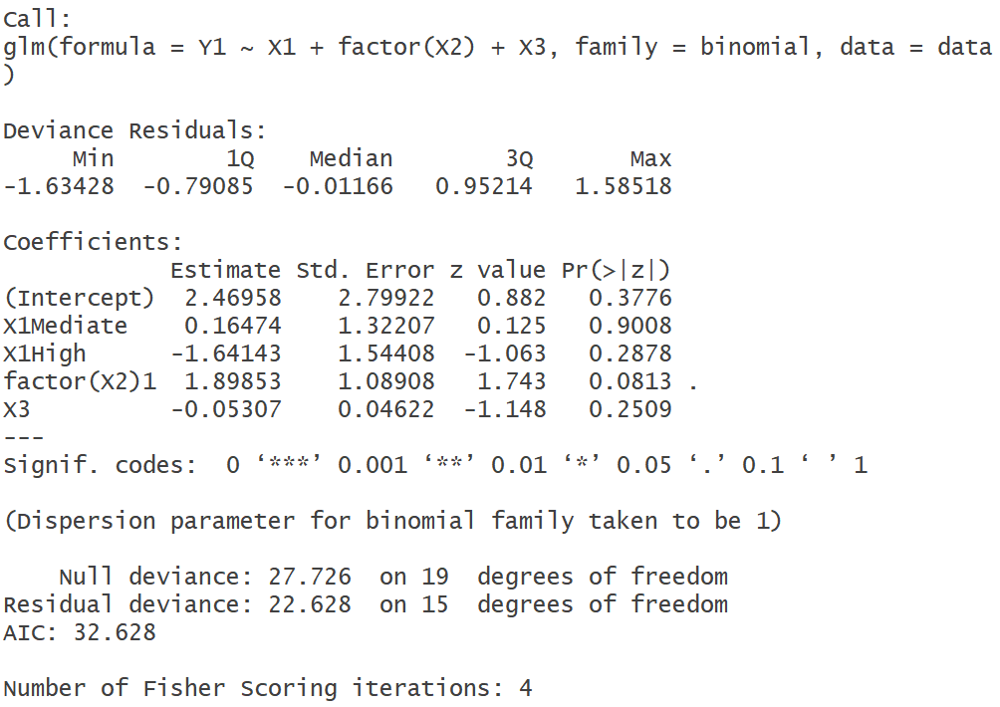 Call:
glm(formula = Y1 ~ X1 + factor(X2) + X3, family = binomial, data = data
)
Deviance Residuals:
     Min        1Q    Median        3Q       Max
-1.63428  -0.79085  -0.01166   0.95214   1.58518
Coefficients:
            Estimate Std. Error z value Pr(>|z|)
(Intercept)  2.46958    2.79922   0.882   0.3776
X1Mediate    0.16474    1.32207   0.125   0.9008
X1High      -1.64143    1.54408  -1.063   0.2878
factor(X2)1  1.89853    1.08908   1.743   0.0813 .
X3          -0.05307    0.04622  -1.148   0.2509
---
Signif. codes:  0 ‘***’ 0.001 ‘**’ 0.01 ‘*’ 0.05 ‘.’ 0.1 ‘ ’ 1
(Dispersion parameter for binomial family taken to be 1)
    Null deviance: 27.726  on 19  degrees of freedom
Residual deviance: 22.628  on 15  degrees of freedom
AIC: 32.628
Number of Fisher Scoring iterations: 4